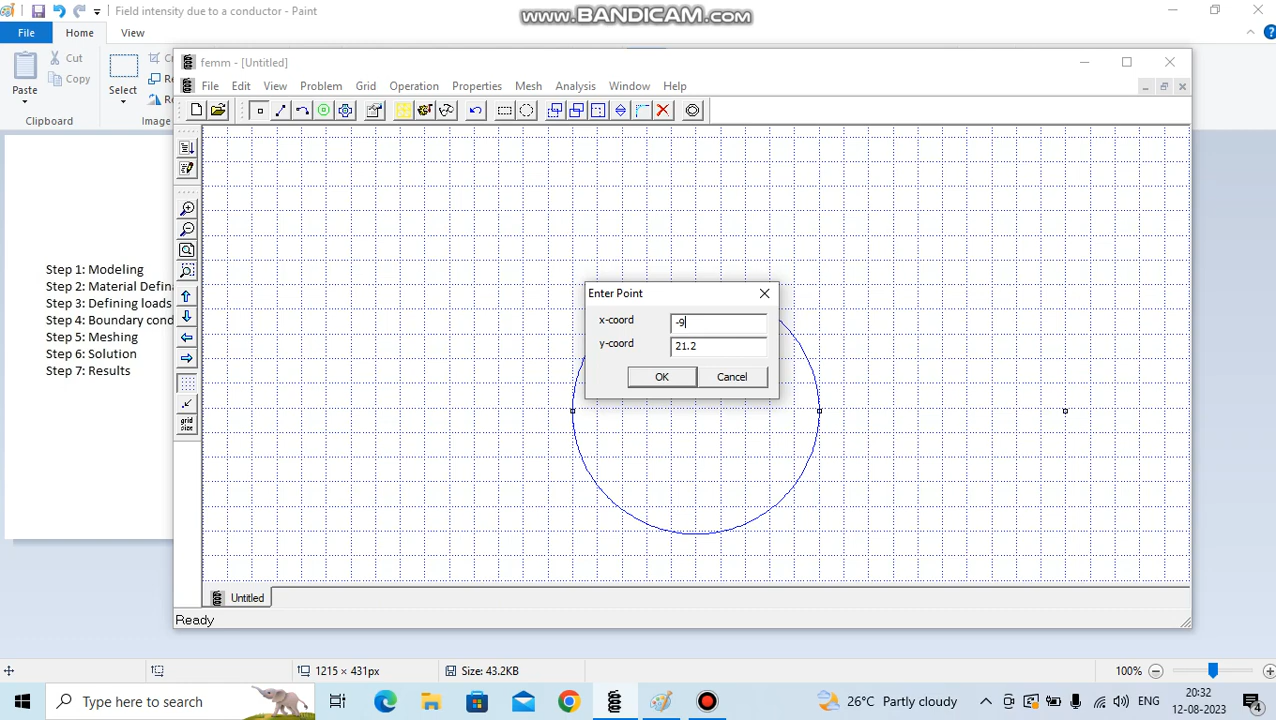 Field intensity due to a conductor - Paint
www.BANDICAM.com
File
Home
View
Paste
Cut
Copy
Select
Clipboard
Image
femm - [Untitled]
File
Edit
View
Problem
Grid
Operation
Properties
Mesh
Analysis
Window
Help
grid
size
Step 1: Modeling
Step 2: Material Defin
Step 3: Defining loads
Step 4: Boundary cond
Step 5: Meshing
Step 6: Solution
Step 7: Results
Enter Point
x-coord
-9
y-coord
21.2
OK
Cancel
Untitled
Ready
1215 × 431px
Size: 43.2KB
100%
Type here to search
26°C Partly cloudy
ENG
20:32
12-08-2023
4